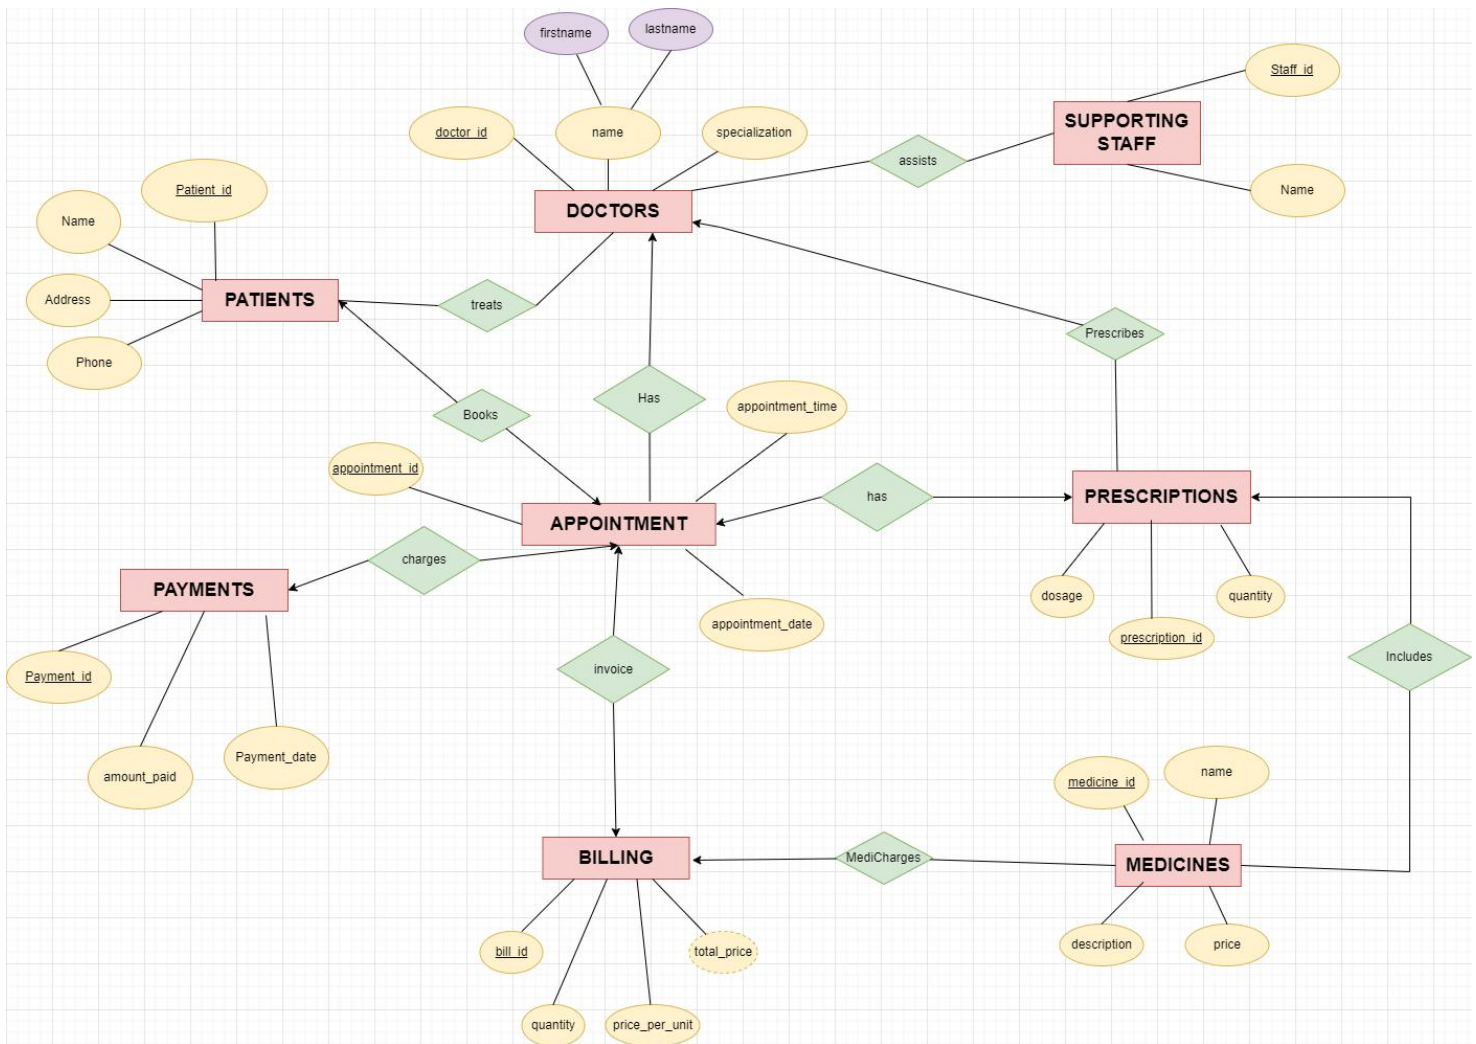 firstname
lastname
Staff_id
doctor_id
name
specialization
SUPPORTING
STAFF
assists
Patient_id
Name
Name
DOCTORS
Address
PATIENTS
treats
Prescribes
Phone
Has
appointment_time
Books
appointment_id
has
PRESCRIPTIONS
APPOINTMENT
charges
PAYMENTS
dosage
quantity
appointment_date
prescription_id
Payment_id
invoice
Includes
Payment_date
amount_paid
medicine_id
name
BILLING
MediCharges
MEDICINES
bill_id
total_price
description
price
quantity
price_per_unit